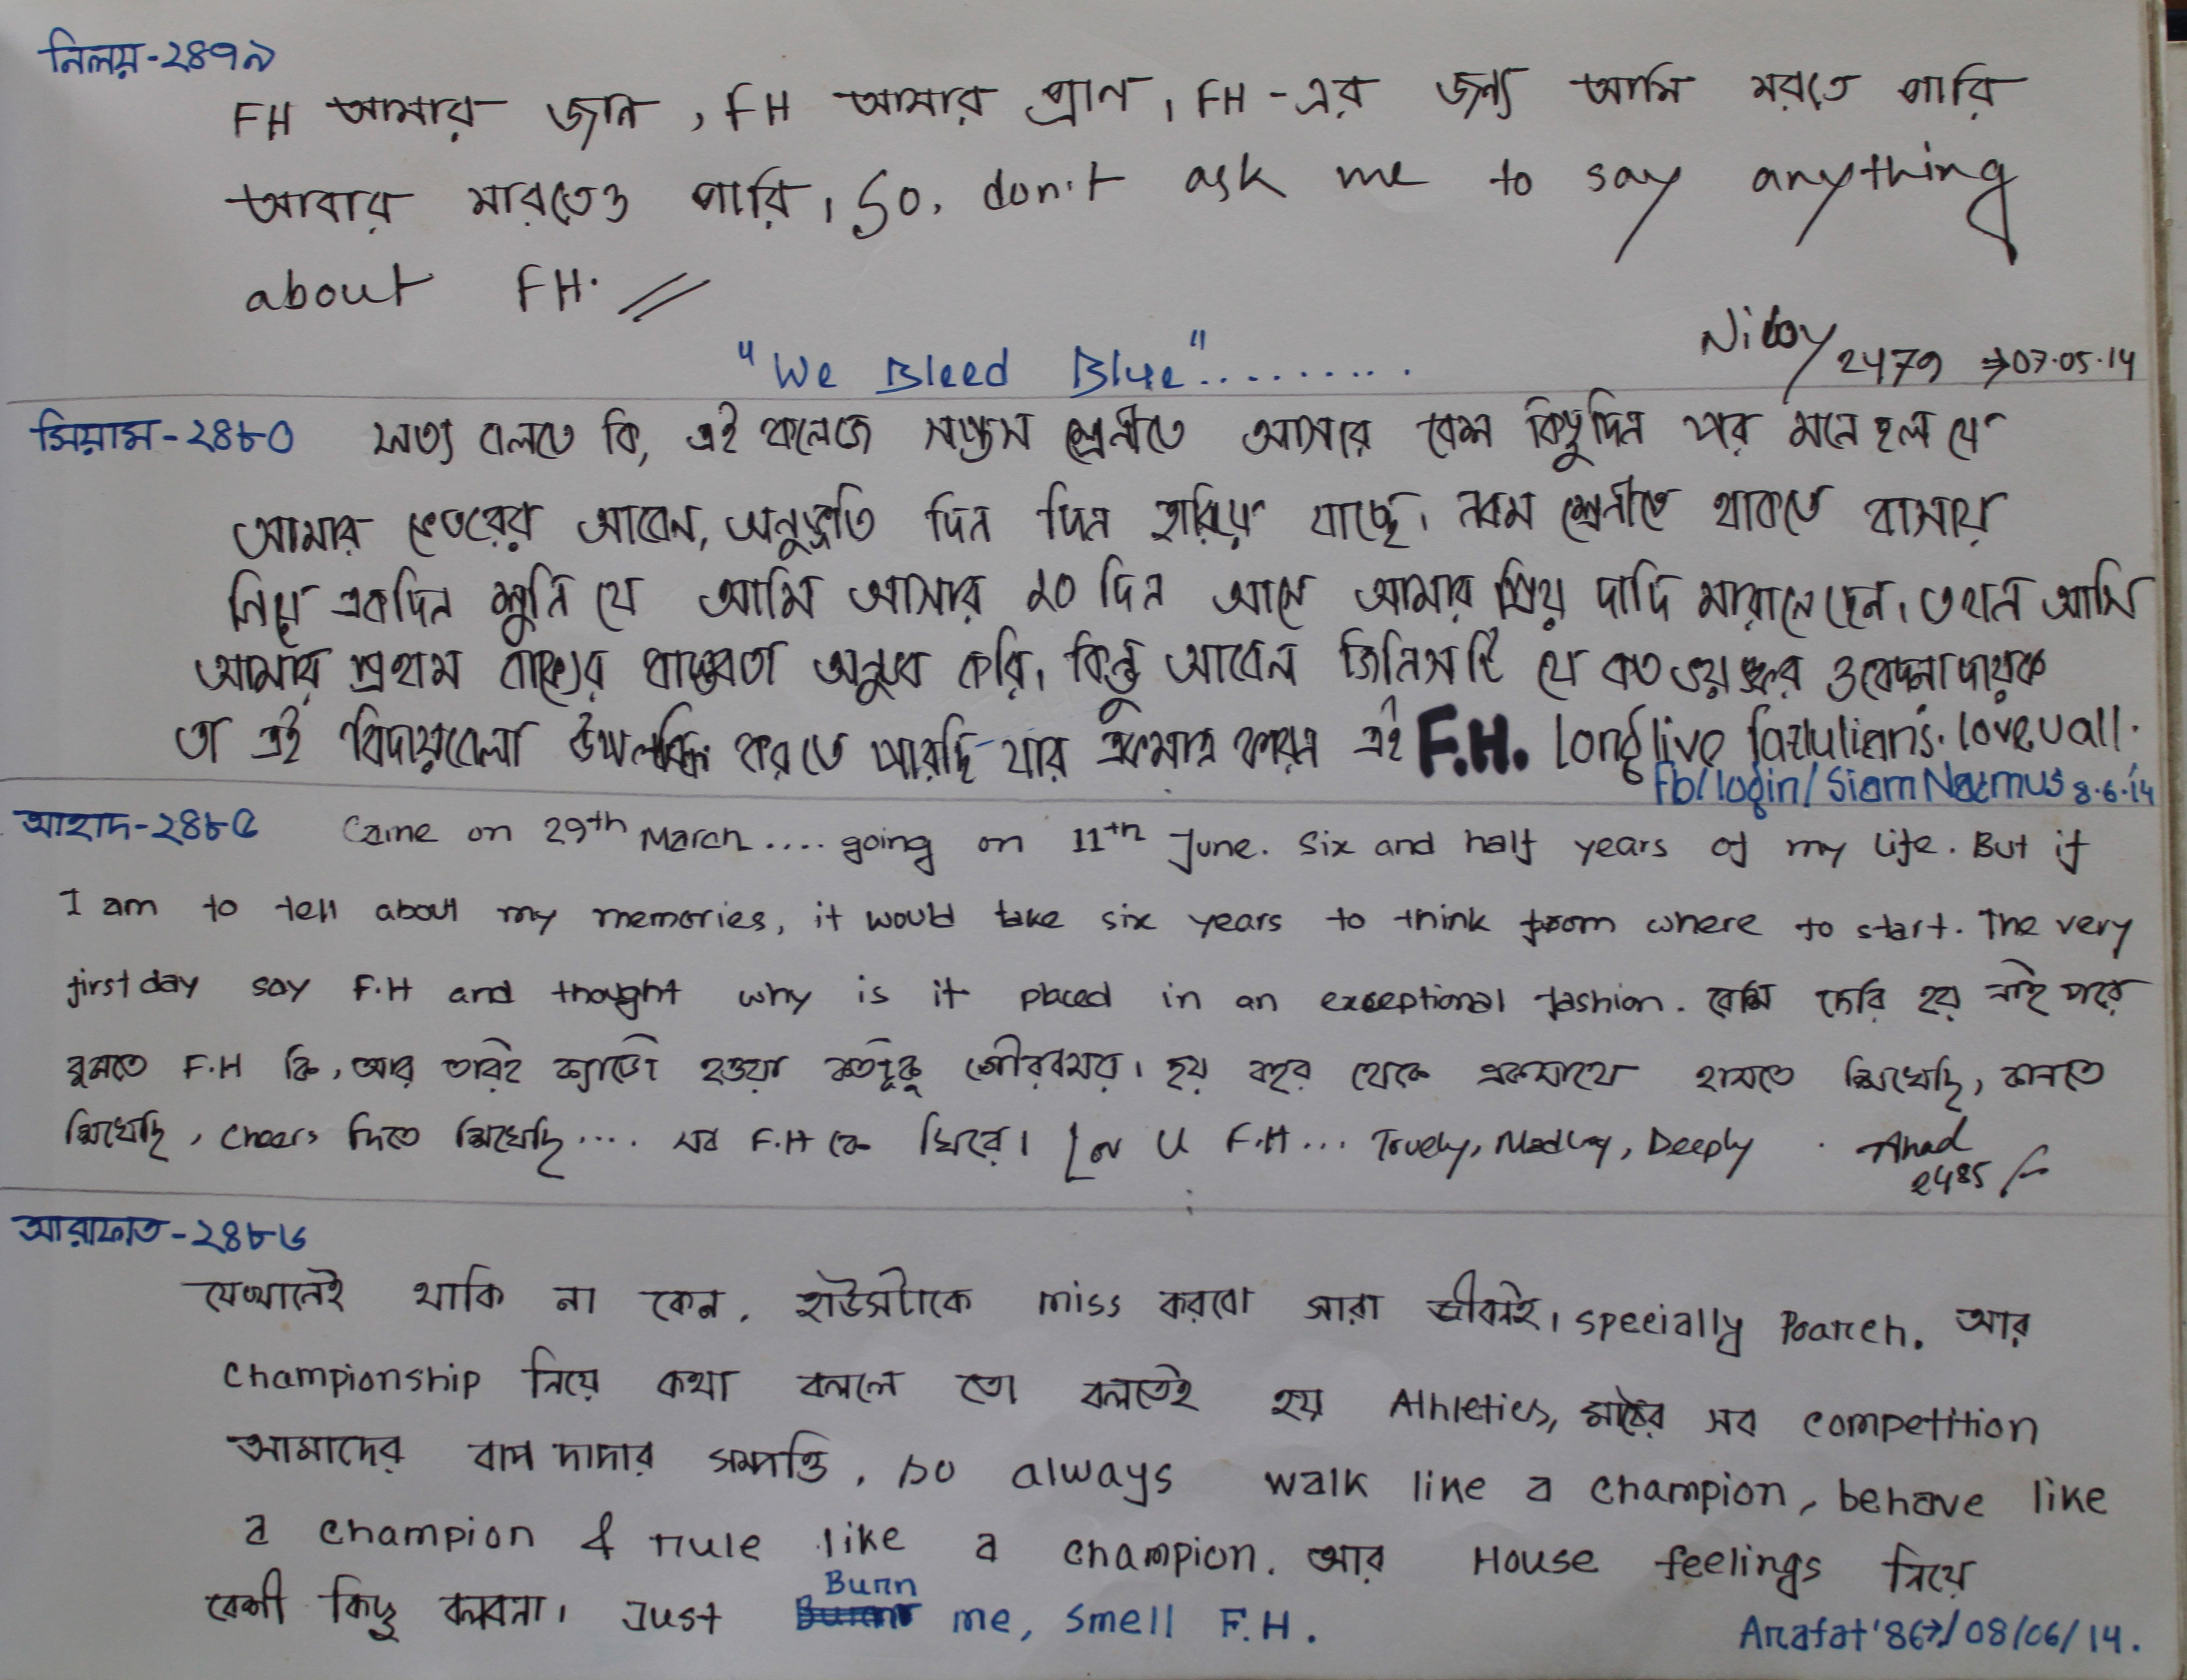 নিলয়-২৪৭৯
FH আমার জান, FH আমার প্রাণ, FH-এর জন্য আমি মরতে পারি
আবার মারতেও পারি, So, don't ask me to say anything
about FH.
"We Bleed Blue".........
Niloy/2479 → 07.05.14
সিয়াম-২৪৮০ সত্য বলতে কি, এই কলেজে সপ্তম শ্রেনীতে আসার বেশ কিছুদিন পর মনে হল যে
আমার ভেতরের আবেগ, অনুভূতি দিন দিন হারিয়ে যাচ্ছে। নবম শ্রেনীতে থাকতে বাসায়
গিয়ে একদিন শুনি যে আমি আসার ১০ দিন আগে আমার প্রিয় দাদি মারা গেছেন। তখন আমি
আমার প্রথম বাক্যের বাস্তবতা অনুভব করি। কিন্তু আবেগ জিনিসটি যে কত ভয়ঙ্কর ও বেদনাদায়ক
তা এই বিদায়বেলা উপলব্ধি করতে পারছি যার একমাত্র কারণ এই F.H. long live fazlulians. love u all.
Fb/login/Siam Nazmus 8.6.14
আহাদ-২৪৮৫ Came on 29th March.... going on 11th June. Six and half years of my life. But if
I am to tell about my memories, it would take six years to think from where to start. The very
first day say F.H and thought why is it placed in an exceptional fashion. বেশি দেরি হয় নাই পরে
বুঝতে F.H কি, আর তারই ক্যাডেট হওয়া কতটুকু গৌরবময়। ছয় বছর থেকে একসাথে হাসতে শিখেছি, কানতে
শিখেছি, cheers দিতে শিখেছি.... সব F.H কে ঘিরে। Lov U F.H... Truely, Madly, Deeply. Ahad
2485
আরাফাত-২৪৮৬
যেখানেই থাকি না কেন, হাউসটাকে miss করবো সারা জীবনই। specially Poarch. আর
championship নিয়ে কথা বললে তো বলতেই হয় Athletics, মাঠের সব competition
আমাদের বাপ দাদার সম্পত্তি, so always walk like a champion, behave like
a champion & rule like a champion. আর House feelings নিয়ে
বেশী কিছু বলবনা। Just Burn me, smell F.H.
Arafat'86→/08/06/14.